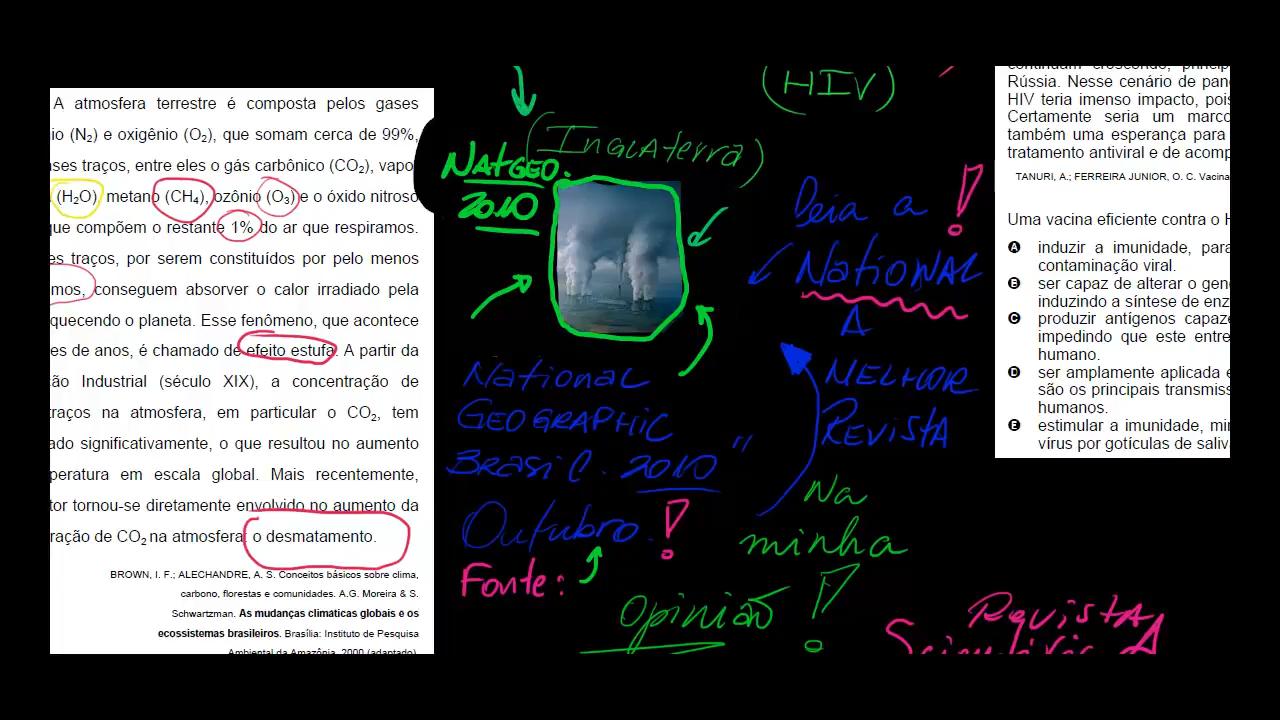 A atmosfera terrestre é composta pelos gases
io (N₂) e oxigênio (O₂), que somam cerca de 99%,
ses traços, entre eles o gás carbônico (CO₂), vapo
(H₂O) metano (CH₄), ozônio (O₃) e o óxido nitroso
que compõem o restante 1% do ar que respiramos.
es traços, por serem constituídos por pelo menos
mos, conseguem absorver o calor irradiado pela
quecendo o planeta. Esse fenômeno, que acontece
es de anos, é chamado de efeito estufa. A partir da
ão Industrial (século XIX), a concentração de
traços na atmosfera, em particular o CO₂, tem
ado significativamente, o que resultou no aumento
peratura em escala global. Mais recentemente,
tor tornou-se diretamente envolvido no aumento da
ração de CO₂ na atmosfera: o desmatamento.
BROWN, I. F.; ALECHANDRE, A. S. Conceitos básicos sobre clima,
carbono, florestas e comunidades. A.G. Moreira & S.
Schwartzman. As mudanças climáticas globais e os
ecossistemas brasileiros. Brasília: Instituto de Pesquisa
Ambiental da Amazônia, 2000 (adaptado).
(Inglaterra)
NatGEO.
2010
National
GEOGRAPHIC
BRASIL. 2010"
Outubro!
Fonte:
(HIV)
Leia a !
National
A
MELHOR
REVISTA
Na
minha
opinião !
Revista
Científica
continuam crescendo, princip
Rússia. Nesse cenário de pan
HIV teria imenso impacto, pois
Certamente seria um marco
também uma esperança para
tratamento antiviral e de acomp
TANURI, A.; FERREIRA JUNIOR, O. C. Vacina
Uma vacina eficiente contra o H
A induzir a imunidade, para
contaminação viral.
B ser capaz de alterar o gen
induzindo a síntese de enz
C produzir antígenos capaze
impedindo que este entre
humano.
D ser amplamente aplicada e
são os principais transmiss
humanos.
E estimular a imunidade, min
vírus por gotículas de saliv